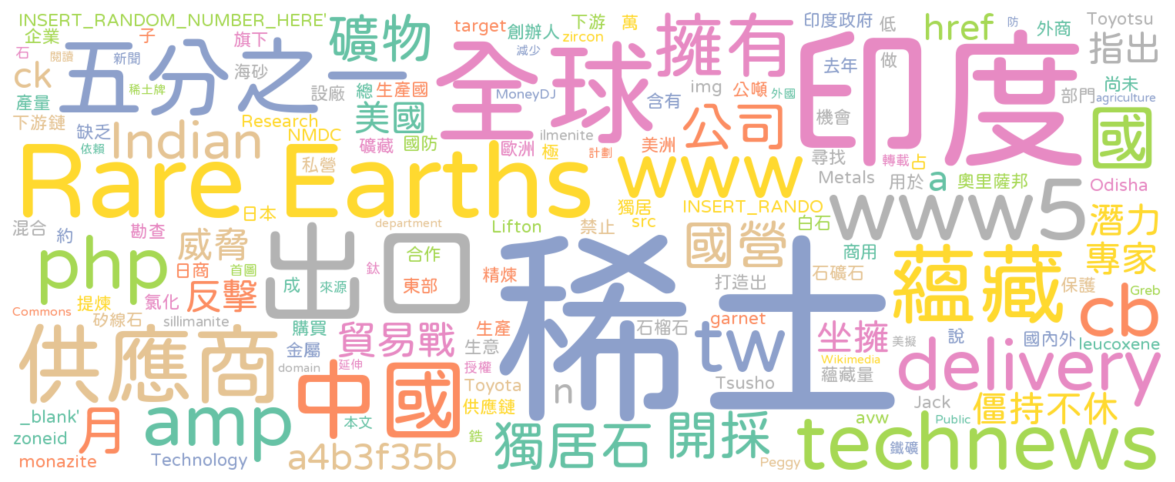 INSERT_RANDOM_NUMBER_HERE'
target 創辦人 下游 萬 印度政府 低 href 外商 Toyotsu
企業 子 旗下 礦物 zircon
石 閱讀 新聞 減少 五分之一 全球 擁有 印度 去年 做 指出
ck 海砂 設廠 總 生產國 MoneyDJ 含有 img 公噸 外國 機會 部門 尚未 防
產量 稀土牌 Research 美國 agriculture
下游鏈 缺乏 Indian NMDC 國防 ilmenite 公司 國
依賴 私營 礦藏 歐洲 極 美洲 計劃 尋找 轉載 占
Rare Earths www Metals 用於 a 奧里薩邦 Odisha
日本 獨居 INSERT_RANDO www5 潛力
混合 約 勘查 department Lifton src 禁止 白石
php 威脅 出口 合作 稀土 國營 商用 蘊藏 專家
日商 首圖 成 來源 鈦 東部 精煉 打造出 石礦石 保護
Commons 提煉 氯化 反擊 Greb
矽線石 sillimanite 購買 貿易戰 生產 石榴石 garnet 坐擁 說 國內外 cb
供應商 金屬 延伸 生意 tw 美擬 leucoxene
domain 中國 授權 n Wikimedia 蘊藏量 delivery
Toyota Tsusho
_blank' 月 amp 本文 供應鏈 開採 Jack 僵持不休
zoneid avw Public
monazite Technology a4b3f35b 鋯 獨居石 Peggy 鐵礦 technews